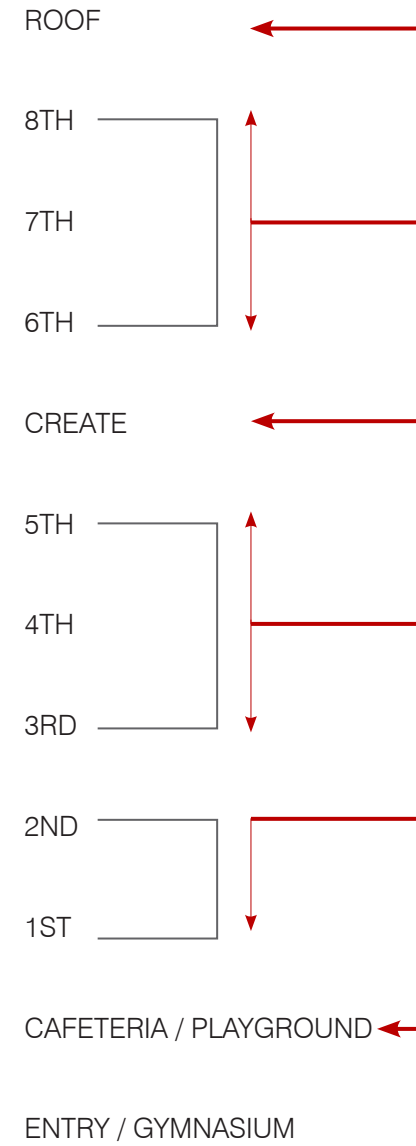 ROOF
8TH
7TH
6TH
CREATE
5TH
4TH
3RD
2ND
1ST
CAFETERIA / PLAYGROUND
ENTRY / GYMNASIUM